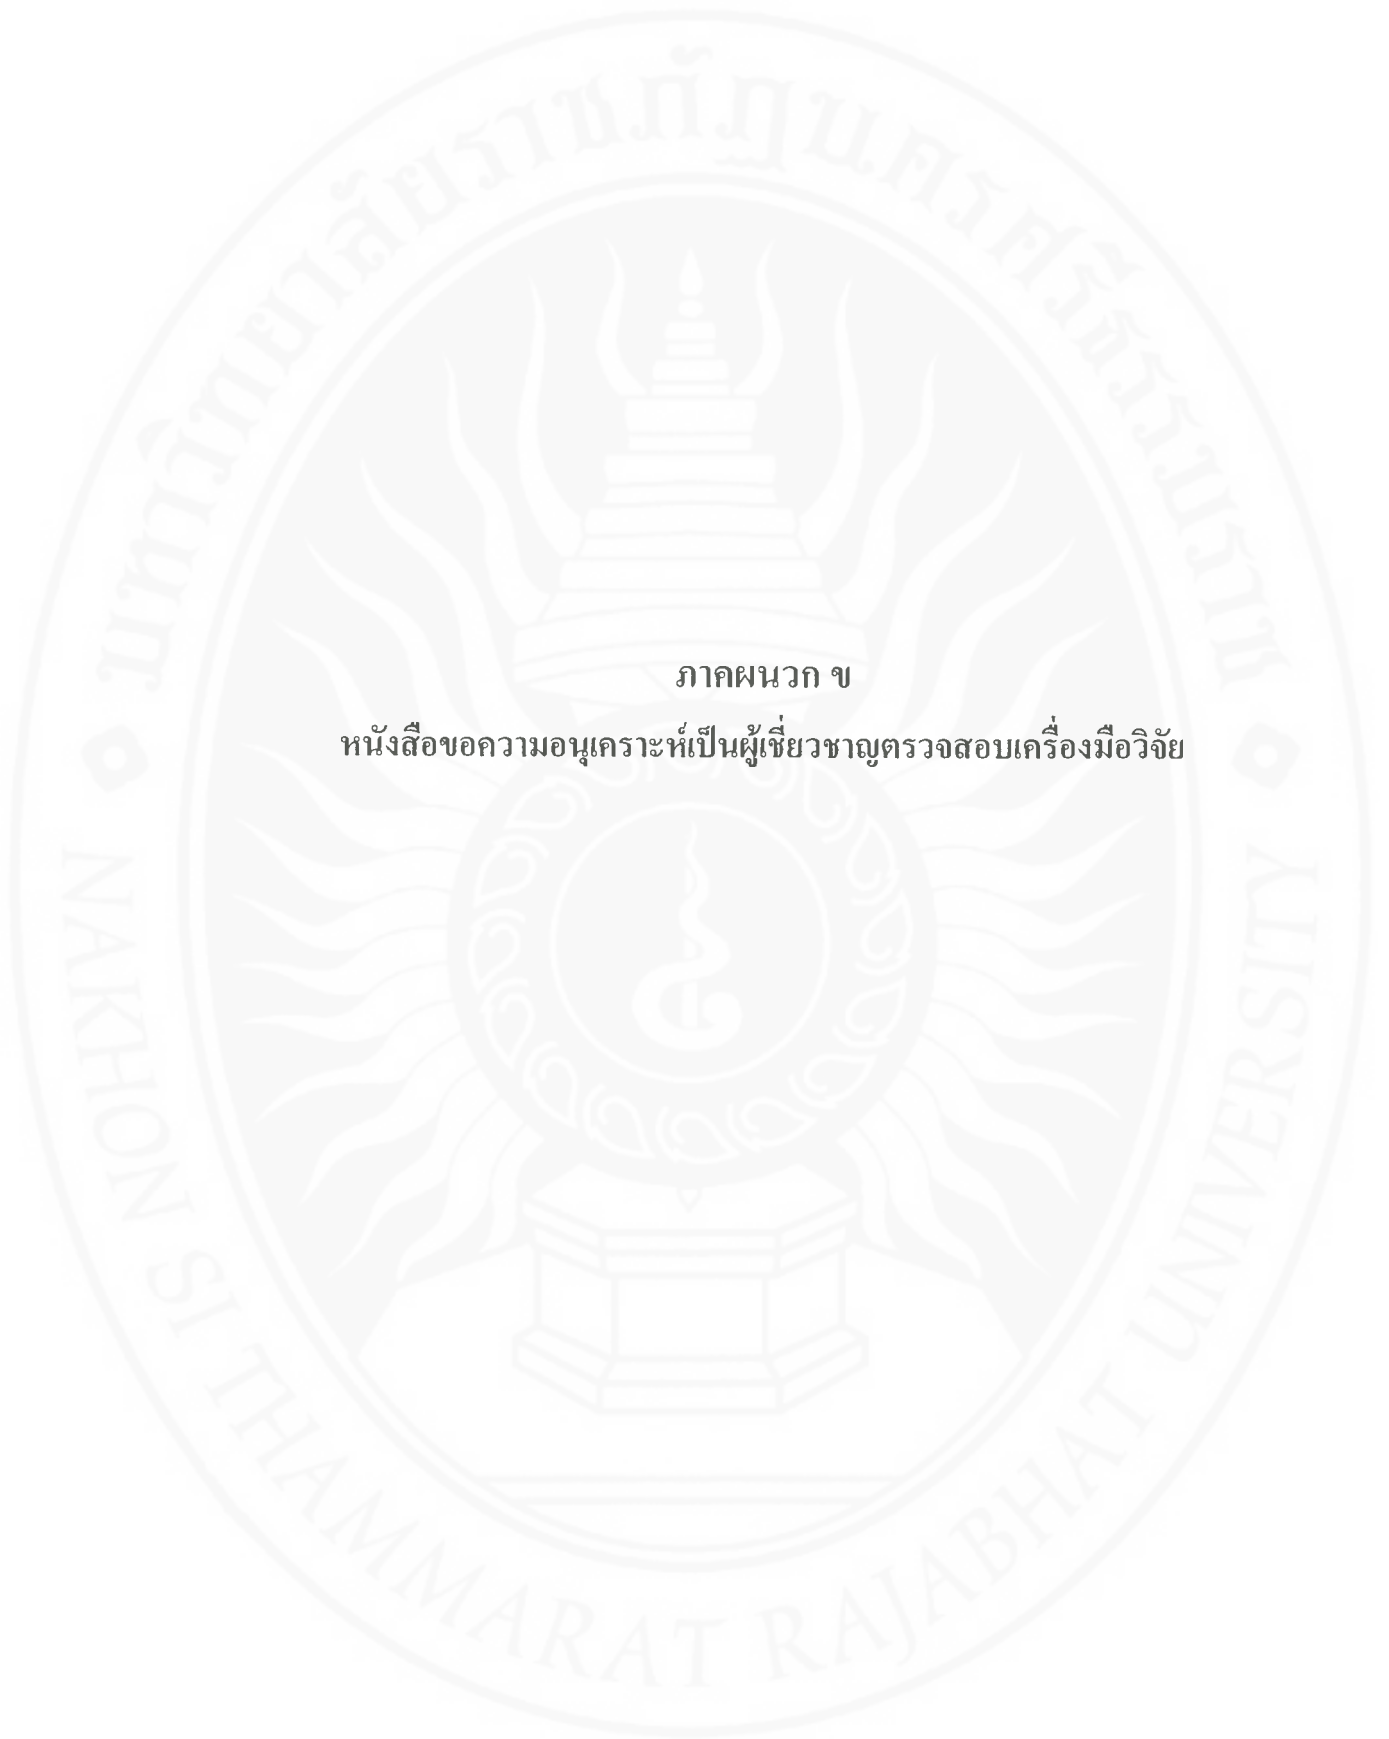 มหาวิทยาลัยราชภัฏนครศรีธรรมราช
ภาคผนวก ข
หนังสือขอความอนุเคราะห์เป็นผู้เชี่ยวชาญตรวจสอบเครื่องมือวิจัย
NAKHON SI THAMMARAT RAJABHAT UNIVERSITY